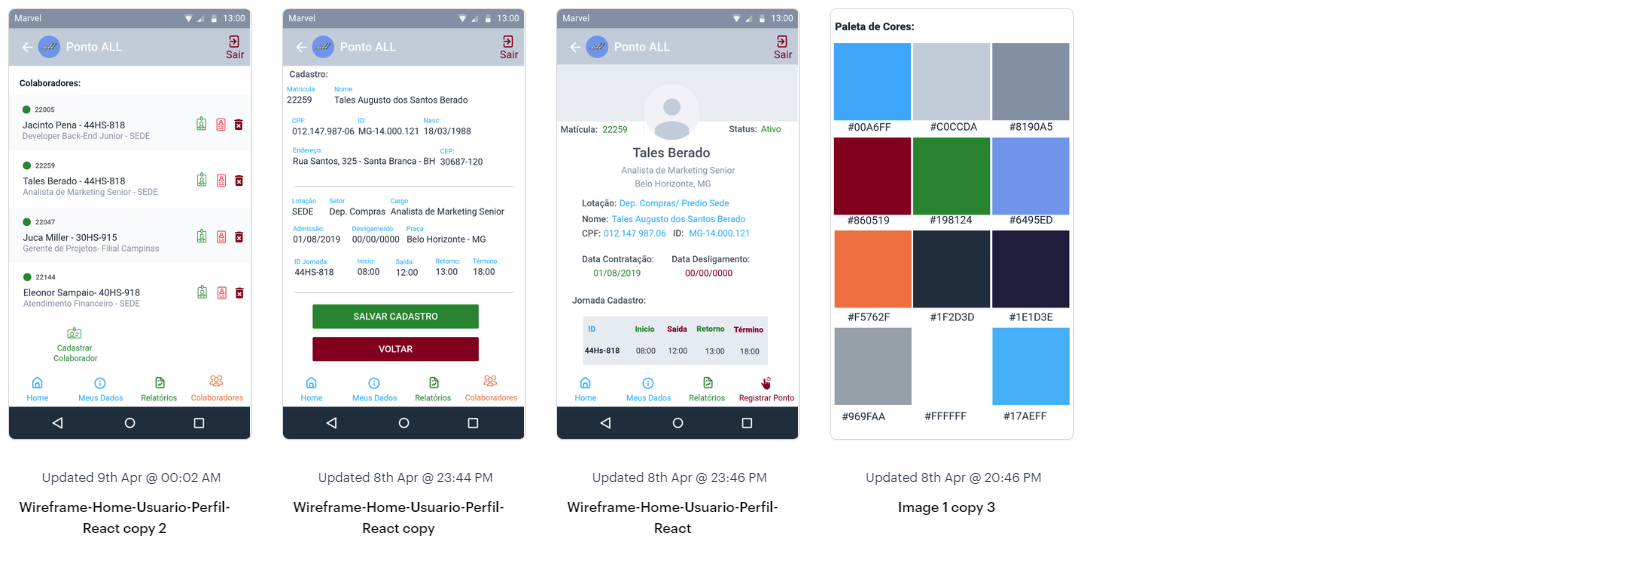 Marvel 13:00
Ponto ALL
Sair
Colaboradores:
22005
Jacinto Pena - 44HS-818
Developer Back-End Junior - SEDE
22259
Tales Berado - 44HS-818
Analista de Marketing Senior - SEDE
22047
Juca Miller - 30HS-915
Gerente de Projetos- Filial Campinas
22144
Eleonor Sampaio- 40HS-918
Atendimento Financeiro - SEDE
Cadastrar
Colaborador
Home Meus Dados Relatórios Colaboradores
Updated 9th Apr @ 00:02 AM
Wireframe-Home-Usuario-Perfil-
React copy 2
Marvel 13:00
Ponto ALL
Sair
Cadastro:
Matrícula Nome
22259 Tales Augusto dos Santos Berado
CPF: ID: Nasc:
012.147.987-06 MG-14.000.121 18/03/1988
Endereço: CEP:
Rua Santos, 325 - Santa Branca - BH 30687-120
Lotação Setor Cargo
SEDE Dep. Compras Analista de Marketing Senior
Admissão: Desligamento: Praça:
01/08/2019 00/00/0000 Belo Horizonte - MG
ID Jornada: Inicio: Saída: Retorno: Término:
44HS-818 08:00 12:00 13:00 18:00
SALVAR CADASTRO
VOLTAR
Home Meus Dados Relatórios Colaboradores
Updated 8th Apr @ 23:44 PM
Wireframe-Home-Usuario-Perfil-
React copy
Marvel 13:00
Ponto ALL
Sair
Matícula: 22259 Status: Ativo
Tales Berado
Analista de Marketing Senior
Belo Horizonte, MG
Lotação: Dep. Compras/ Predio Sede
Nome: Tales Augusto dos Santos Berado
CPF: 012.147.987.06 ID: MG-14.000.121
Data Contratação: Data Desligamento:
01/08/2019 00/00/0000
Jornada Cadastro:
ID Inicio Saída Retorno Término
44Hs-818 08:00 12:00 13:00 18:00
Home Meus Dados Relatórios Registrar Ponto
Updated 8th Apr @ 23:46 PM
Wireframe-Home-Usuario-Perfil-
React
Paleta de Cores:
#00A6FF #C0CCDA #8190A5
#860519 #198124 #6495ED
#F5762F #1F2D3D #1E1D3E
#969FAA #FFFFFF #17AEFF
Updated 8th Apr @ 20:46 PM
Image 1 copy 3